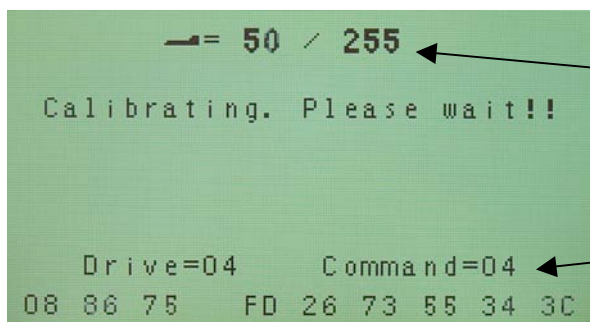 = 50 / 255
Calibrating. Please wait!!
Drive=04 Command=04
08 86 75 FD 26 73 55 34 3C